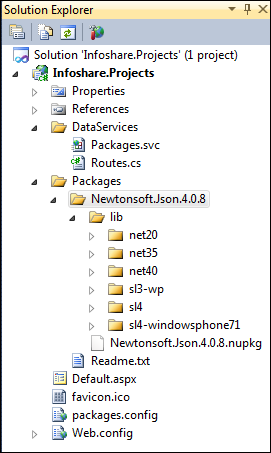 Solution Explorer
Solution 'Infoshare.Projects' (1 project)
Infoshare.Projects
Properties
References
DataServices
Packages.svc
Routes.cs
Packages
Newtonsoft.Json.4.0.8
lib
net20
net35
net40
sl3-wp
sl4
sl4-windowsphone71
Newtonsoft.Json.4.0.8.nupkg
Readme.txt
Default.aspx
favicon.ico
packages.config
Web.config